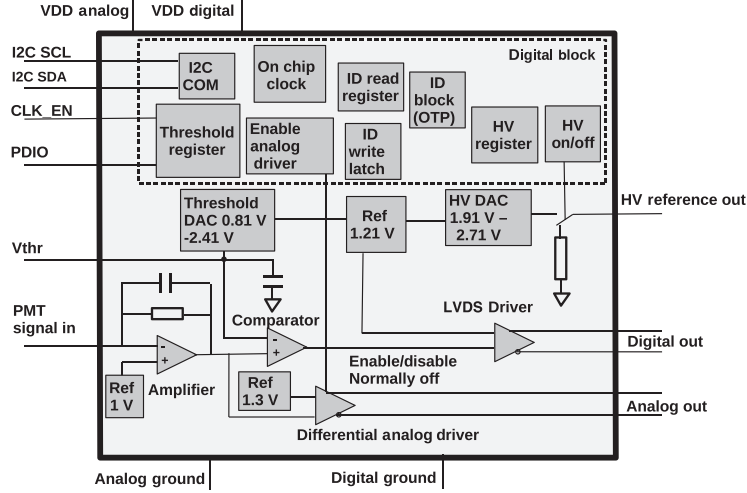 VDD analog
VDD digital
I2C SCL
I2C SDA
CLK_EN
PDIO
Digital block
I2C
COM
On chip
clock
ID read
register
ID
block
(OTP)
Threshold
register
Enable
analog
driver
ID
write
latch
HV
register
HV
on/off
Threshold
DAC 0.81 V
-2.41 V
Ref
1.21 V
HV DAC
1.91 V –
2.71 V
HV reference out
Vthr
PMT
signal in
Comparator
LVDS Driver
-
+
-
+
Digital out
Enable/disable
Normally off
Ref
1 V
Amplifier
Ref
1.3 V
Analog out
Differential analog driver
Analog ground
Digital ground